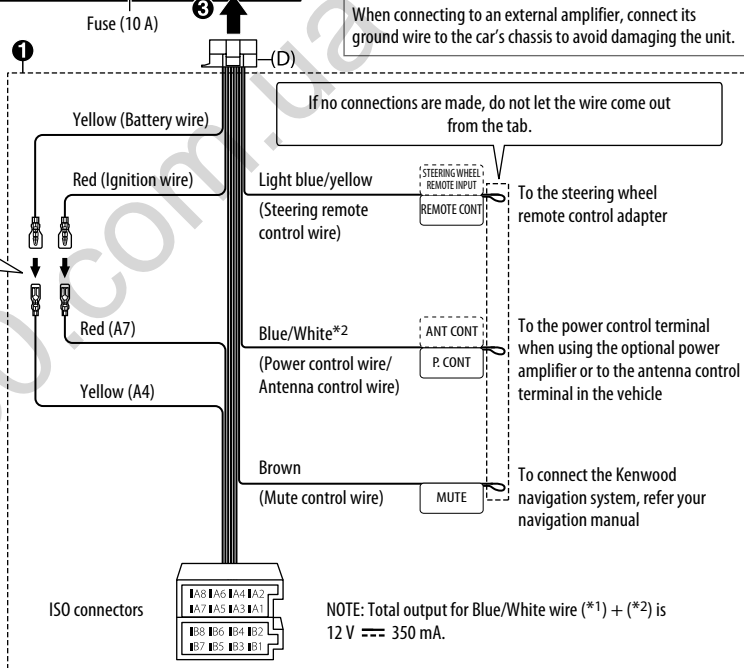 When connecting to an external amplifier, connect its
ground wire to the car's chassis to avoid damaging the unit.
Fuse (10 A)
3
1
(D)
If no connections are made, do not let the wire come out
from the tab.
Yellow (Battery wire)
Red (Ignition wire)
Light blue/yellow
(Steering remote
control wire)
STEERING WHEEL
REMOTE INPUT
REMOTE CONT
To the steering wheel
remote control adapter
Red (A7)
Yellow (A4)
Blue/White*2
(Power control wire/
Antenna control wire)
ANT CONT
P. CONT
To the power control terminal
when using the optional power
amplifier or to the antenna control
terminal in the vehicle
Brown
(Mute control wire)
MUTE
To connect the Kenwood
navigation system, refer your
navigation manual
ISO connectors
A8 A6 A4 A2
A7 A5 A3 A1
B8 B6 B4 B2
B7 B5 B3 B1
NOTE: Total output for Blue/White wire (*1) + (*2) is
12 V ⎓ 350 mA.
.com.ua